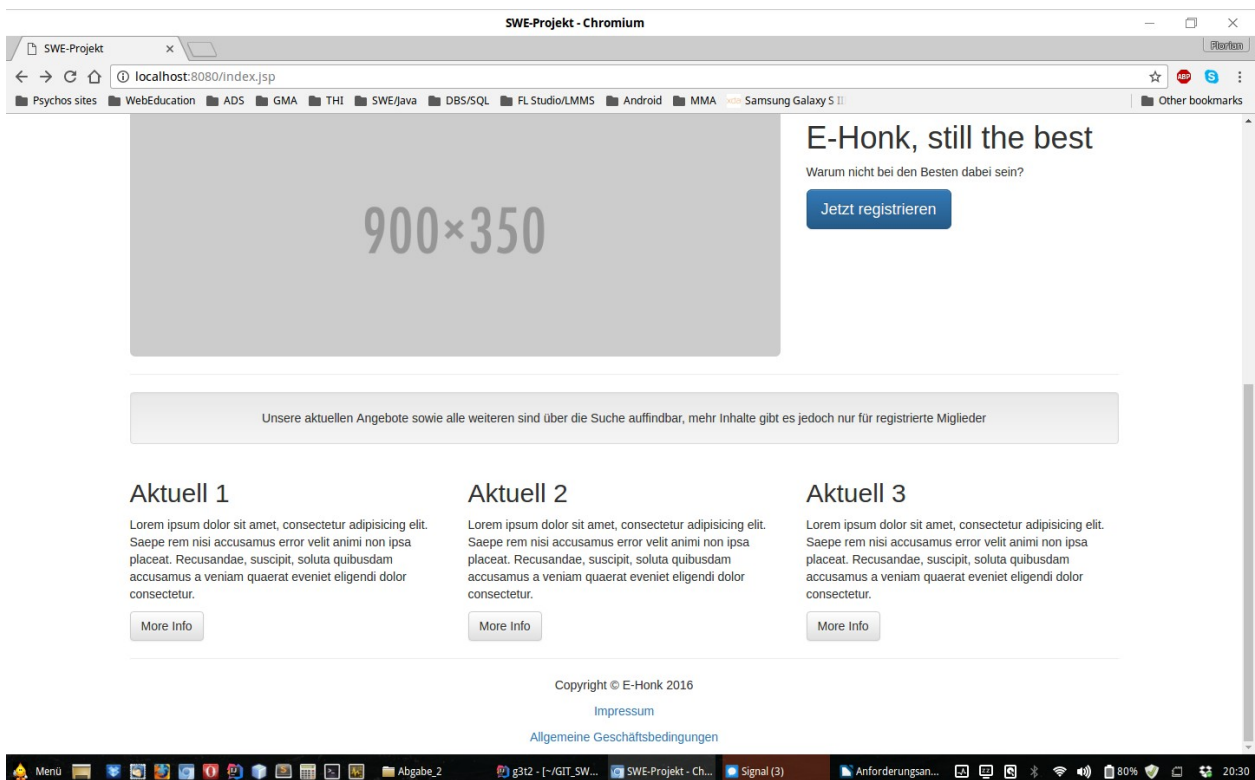 SWE-Projekt - Chromium
SWE-Projekt
Florian
localhost:8080/index.jsp
ABP
Psychos sites WebEducation ADS GMA THI SWE/Java DBS/SQL FL Studio/LMMS Android MMA Samsung Galaxy S II Other bookmarks
900×350
E-Honk, still the best
Warum nicht bei den Besten dabei sein?
Jetzt registrieren
Unsere aktuellen Angebote sowie alle weiteren sind über die Suche auffindbar, mehr Inhalte gibt es jedoch nur für registrierte Miglieder
Aktuell 1
Lorem ipsum dolor sit amet, consectetur adipisicing elit.
Saepe rem nisi accusamus error velit animi non ipsa
placeat. Recusandae, suscipit, soluta quibusdam
accusamus a veniam quaerat eveniet eligendi dolor
consectetur.
More Info
Aktuell 2
Lorem ipsum dolor sit amet, consectetur adipisicing elit.
Saepe rem nisi accusamus error velit animi non ipsa
placeat. Recusandae, suscipit, soluta quibusdam
accusamus a veniam quaerat eveniet eligendi dolor
consectetur.
More Info
Aktuell 3
Lorem ipsum dolor sit amet, consectetur adipisicing elit.
Saepe rem nisi accusamus error velit animi non ipsa
placeat. Recusandae, suscipit, soluta quibusdam
accusamus a veniam quaerat eveniet eligendi dolor
consectetur.
More Info
Copyright © E-Honk 2016
Impressum
Allgemeine Geschäftsbedingungen
Menü Abgabe_2 g3t2 - [~/GIT_SW... SWE-Projekt - Ch... Signal (3) Anforderungsan... 80% 20:30